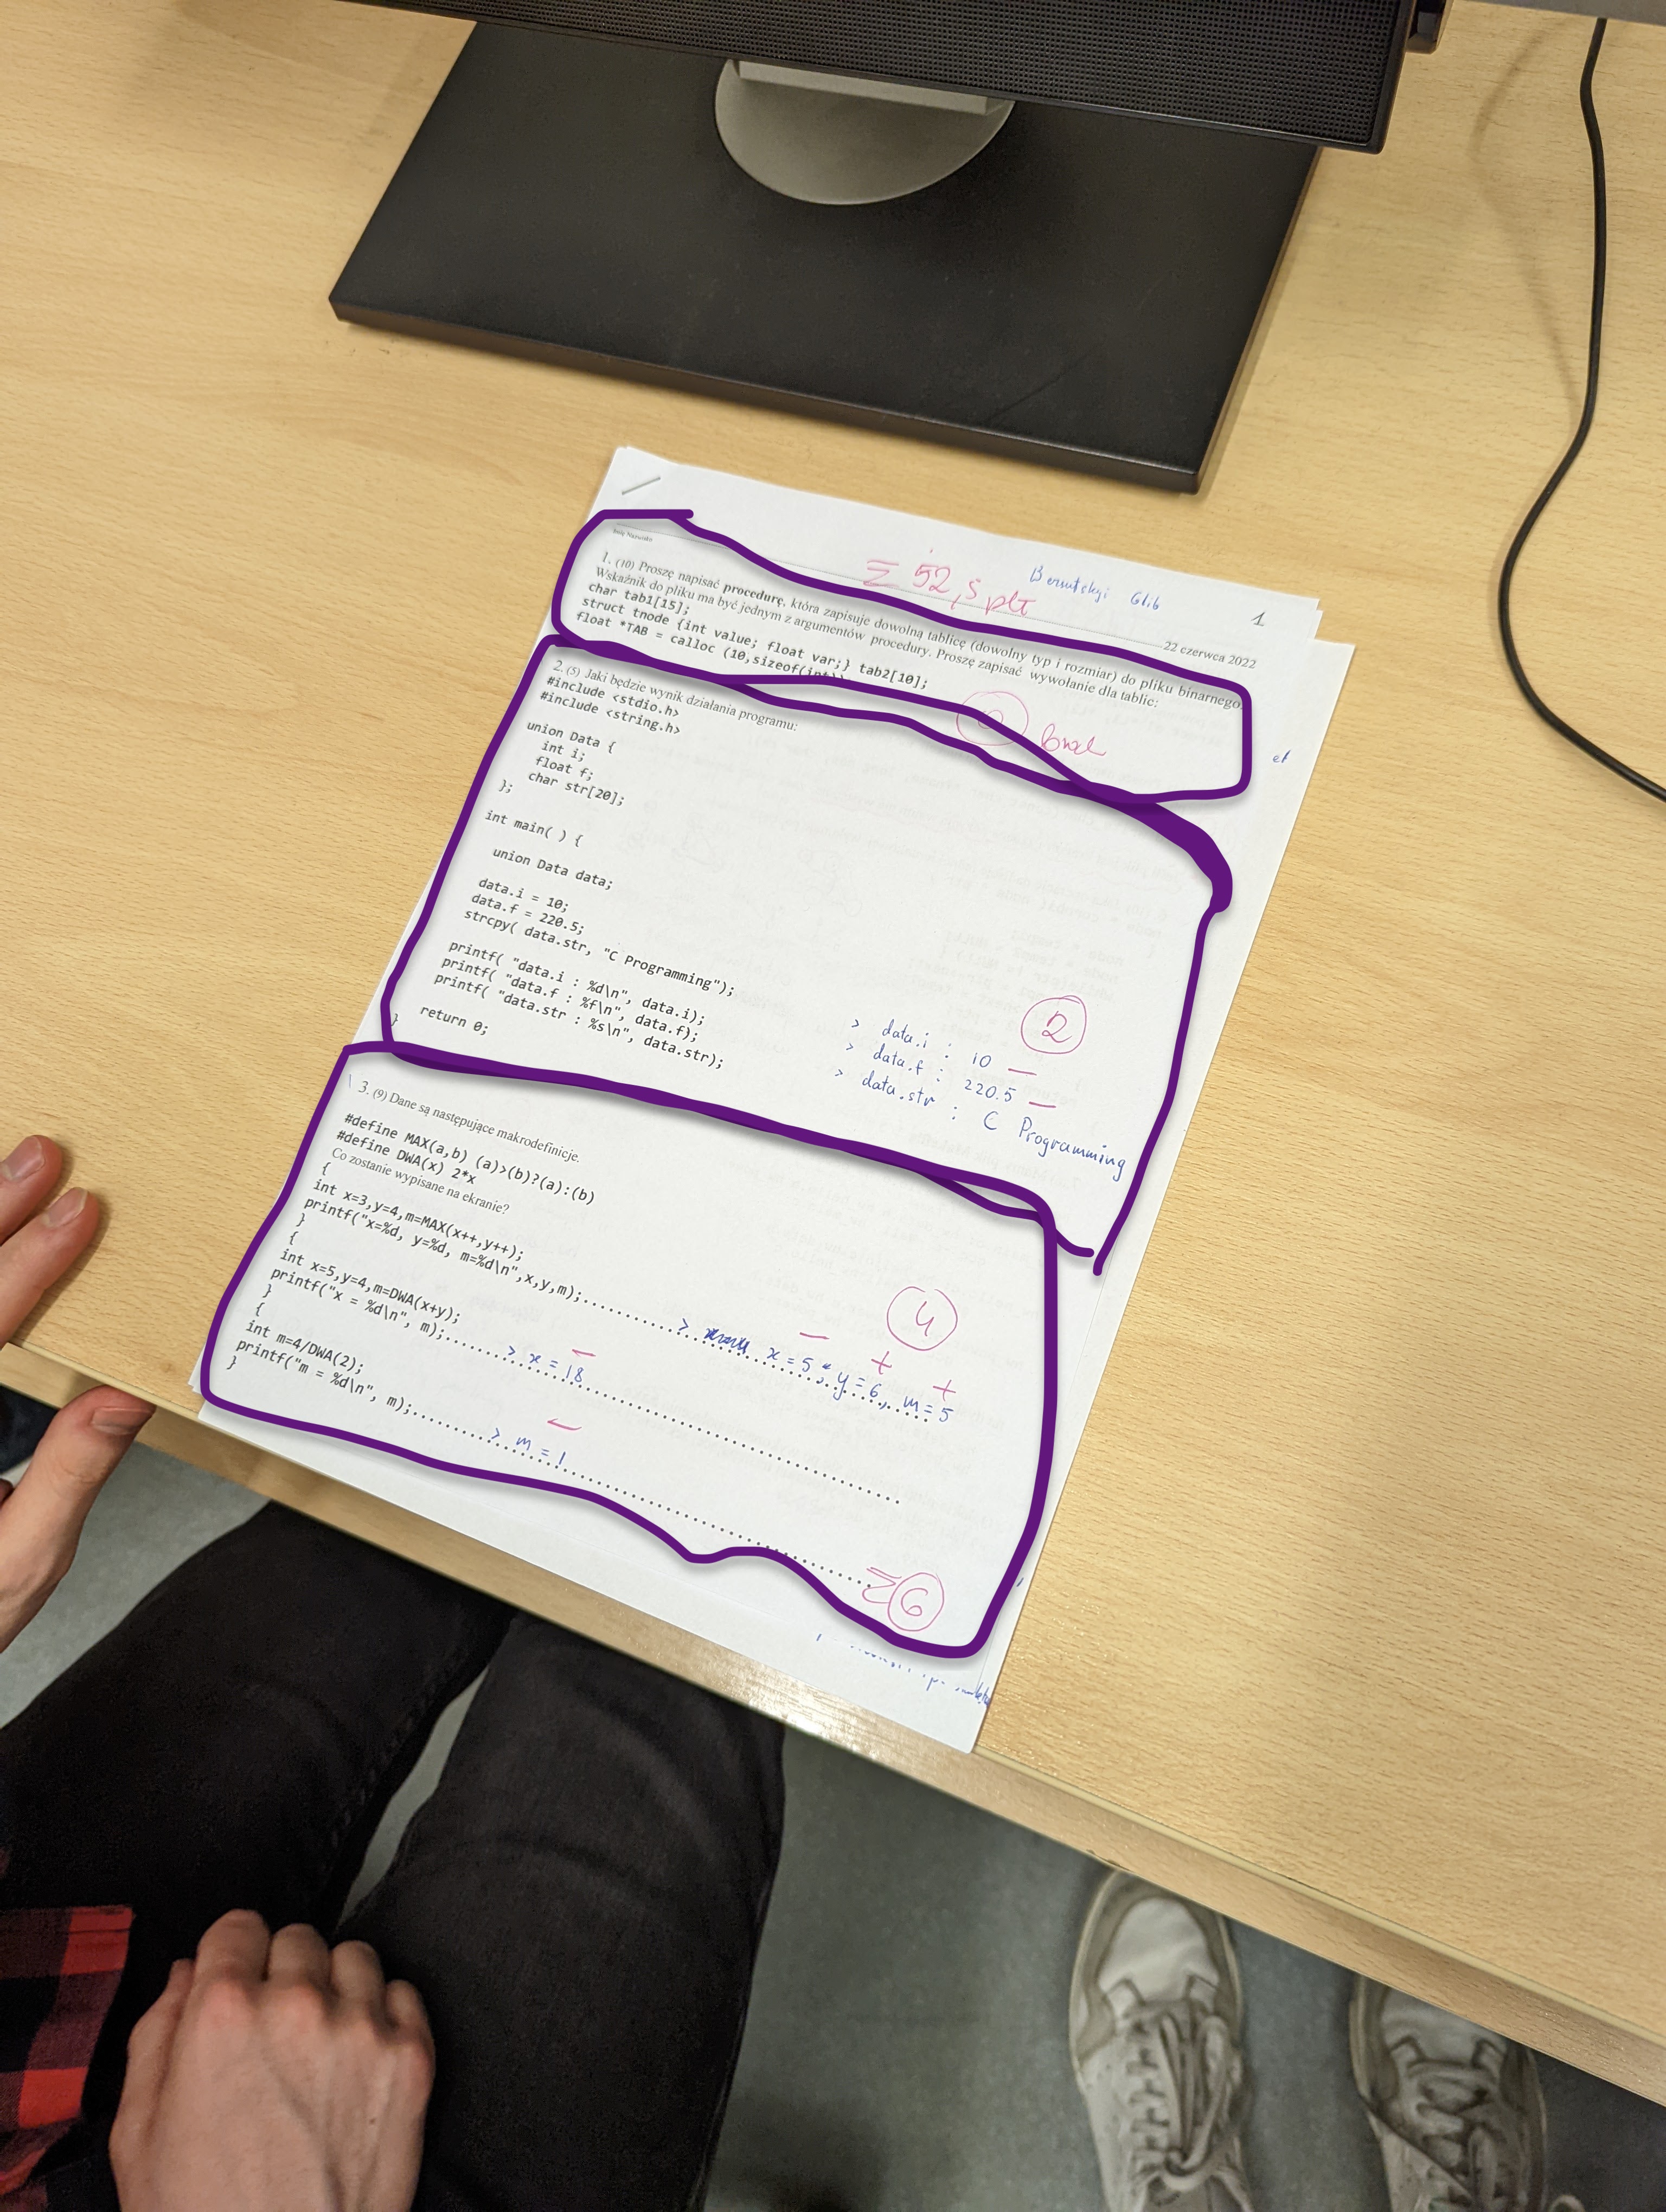 Imię Nazwisko
Σ 52,5 pkt
1
22 czerwca 2022
1. (10) Proszę napisać procedurę, która zapisuje dowolną tablicę (dowolny typ i rozmiar) do pliku binarnego.
Wskaźnik do pliku ma być jednym z argumentów procedury. Proszę zapisać wywołanie dla tablic:
char tab1[15];
struct tnode {int value; float var;} tab2[10];
float *TAB = calloc (10,sizeof(int));
0 brak
2. (5) Jaki będzie wynik działania programu:
#include <stdio.h>
#include <string.h>
union Data {
int i;
float f;
char str[20];
};
int main( ) {
union Data data;
data.i = 10;
data.f = 220.5;
strcpy( data.str, "C Programming");
printf( "data.i : %d\n", data.i);
printf( "data.f : %f\n", data.f);
printf( "data.str : %s\n", data.str);
return 0;
}
2
> data.i : 10 —
> data.f : 220.5 —
> data.str : C Programming
3. (9) Dane są następujące makrodefinicje.
#define MAX(a,b) (a)>(b)?(a):(b)
#define DWA(x) 2*x
Co zostanie wypisane na ekranie?
{
int x=3,y=4,m=MAX(x++,y++);
printf("x=%d, y=%d, m=%d\n",x,y,m);.......... > x = 5, y = 6, m = 5
}
4
— + +
{
int x=5,y=4,m=DWA(x+y);
printf("x = %d\n", m);.......... > x = 18
}
{
int m=4/DWA(2);
printf("m = %d\n", m);.......... > m = 1
}
Σ 6